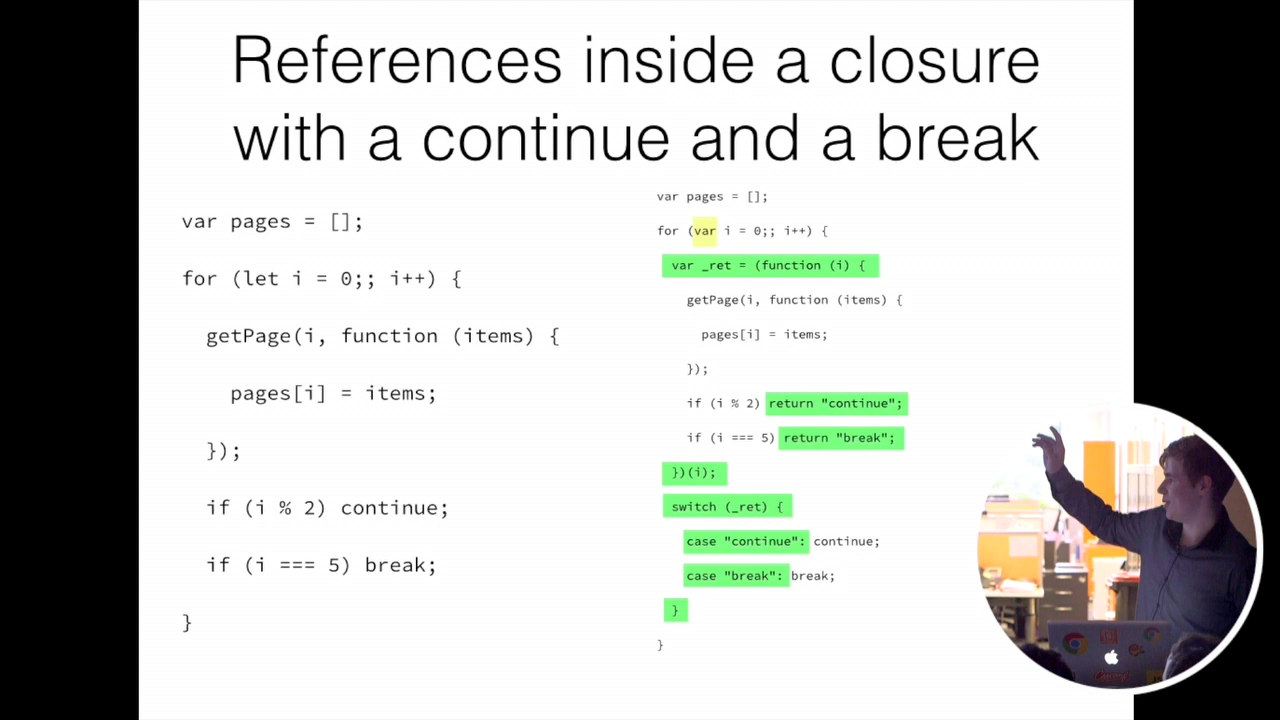 References inside a closure
with a continue and a break
var pages = [];
for (let i = 0;; i++) {
getPage(i, function (items) {
pages[i] = items;
});
if (i % 2) continue;
if (i === 5) break;
}
var pages = [];
for (var i = 0;; i++) {
var _ret = (function (i) {
getPage(i, function (items) {
pages[i] = items;
});
if (i % 2) return "continue";
if (i === 5) return "break";
})(i);
switch (_ret) {
case "continue": continue;
case "break": break;
}
}